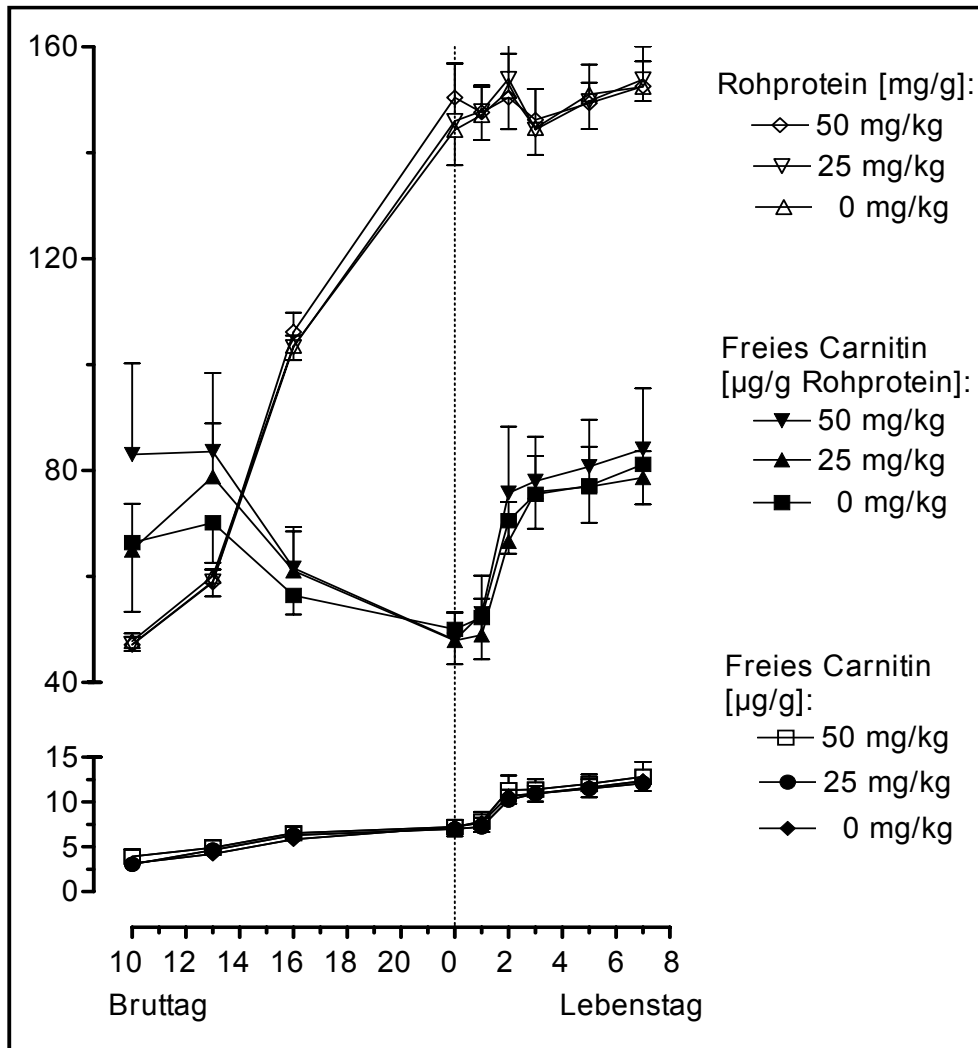 160
120
80
40
15
10
5
0
10 12 14 16 18 20 0 2 4 6 8
Bruttag Lebenstag
Rohprotein [mg/g]:
50 mg/kg
25 mg/kg
0 mg/kg
Freies Carnitin
[µg/g Rohprotein]:
50 mg/kg
25 mg/kg
0 mg/kg
Freies Carnitin
[µg/g]:
50 mg/kg
25 mg/kg
0 mg/kg